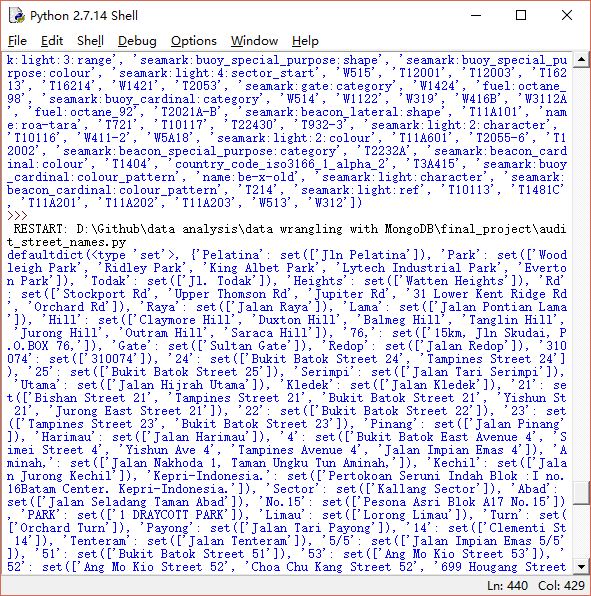 Python 2.7.14 Shell
File Edit Shell Debug Options Window Help
k:light:3:range', 'seamark:buoy_special_purpose:shape', 'seamark:buoy_special_pu
rpose:colour', 'seamark:light:4:sector_start', 'W515', 'T12001', 'T12003', 'T162
13', 'T16214', 'W1421', 'T2053', 'seamark:gate:category', 'W1424', 'fuel:octane_
98', 'seamark:buoy_cardinal:category', 'W514', 'W1122', 'W319', 'W416B', 'W3112A
', 'fuel:octane_92', 'T2021A-B', 'seamark:beacon_lateral:shape', 'T11A101', 'nam
e:roa-tara', 'T721', 'T10117', 'T22430', 'T932-3', 'seamark:light:2:character',
'T10116', 'W411-2', 'W5A18', 'seamark:light:2:colour', 'T11A601', 'T2055-6', 'T1
2002', 'seamark:beacon_special_purpose:category', 'T2232A', 'seamark:beacon_card
inal:colour', 'T1404', 'country_code_iso3166_1_alpha_2', 'T3A415', 'seamark:buoy
_cardinal:colour_pattern', 'name:be-x-old', 'seamark:light:character', 'seamark:
beacon_cardinal:colour_pattern', 'T214', 'seamark:light:ref', 'T10113', 'T1481C'
, 'T11A201', 'T11A202', 'T11A203', 'W513', 'W312'])
>>>
RESTART: D:\Github\data analysis\data wrangling with MongoDB\final_project\audi
t_street_names.py
defaultdict(<type 'set'>, {'Pelatina': set(['Jln Pelatina']), 'Park': set(['Wood
leigh Park', 'Ridley Park', 'King Albet Park', 'Lytech Industrial Park', 'Everto
n Park']), 'Todak': set(['Jl. Todak']), 'Heights': set(['Watten Heights']), 'Rd'
: set(['Stockport Rd', 'Upper Thomson Rd', 'Jupiter Rd', '31 Lower Kent Ridge Rd
', 'Orchard Rd']), 'Raya': set(['Jalan Raya']), 'Lama': set(['Jalan Pontian Lama
']), 'Hill': set(['Claymore Hill', 'Duxton Hill', 'Balmeg Hill', 'Tanglin Hill',
'Jurong Hill', 'Outram Hill', 'Saraca Hill']), '76,': set(['15km, Jln Skudai, P
.O.BOX 76,']), 'Gate': set(['Sultan Gate']), 'Redop': set(['Jalan Redop']), '310
074': set(['310074']), '24': set(['Bukit Batok Street 24', 'Tampines Street 24']
), '25': set(['Bukit Batok Street 25']), 'Serimpi': set(['Jalan Tari Serimpi']),
'Utama': set(['Jalan Hijrah Utama']), 'Kledek': set(['Jalan Kledek']), '21': se
t(['Bishan Street 21', 'Tampines Street 21', 'Bukit Batok Street 21', 'Yishun St
 21', 'Jurong East Street 21']), '22': set(['Bukit Batok Street 22']), '23': set
(['Tampines Street 23', 'Bukit Batok Street 23']), 'Pinang': set(['Jalan Pinang'
]), 'Harimau': set(['Jalan Harimau']), '4': set(['Bukit Batok East Avenue 4', 'S
imei Street 4', 'Yishun Ave 4', 'Tampines Avenue 4', 'Jalan Impian Emas 4']), 'A
minah,': set(['Jalan Nakhoda 1, Taman Ungku Tun Aminah,']), 'Kechil': set(['Jala
n Jurong Kechil']), 'Kepri-Indonesia.': set(['Pertokoan Seruni Indah Blok :I no.
16Batam Center. Kepri-Indonesia.']), 'Sector': set(['Kallang Sector']), 'Abad':
set(['Jalan Seladang Taman Abad']), 'No.15': set(['Pesona Asri Blok A17 No.15'])
, 'PARK': set(['1 DRAYCOTT PARK']), 'Limau': set(['Lorong Limau']), 'Turn': set(
['Orchard Turn']), 'Payong': set(['Jalan Tari Payong']), '14': set(['Clementi St
 14']), 'Tenteram': set(['Jalan Tenteram']), '5/5': set(['Jalan Impian Emas 5/5'
]), '51': set(['Bukit Batok Street 51']), '53': set(['Ang Mo Kio Street 53']), '
52': set(['Ang Mo Kio Street 52', 'Choa Chu Kang Street 52', '699 Hougang Street
Ln: 440 Col: 429